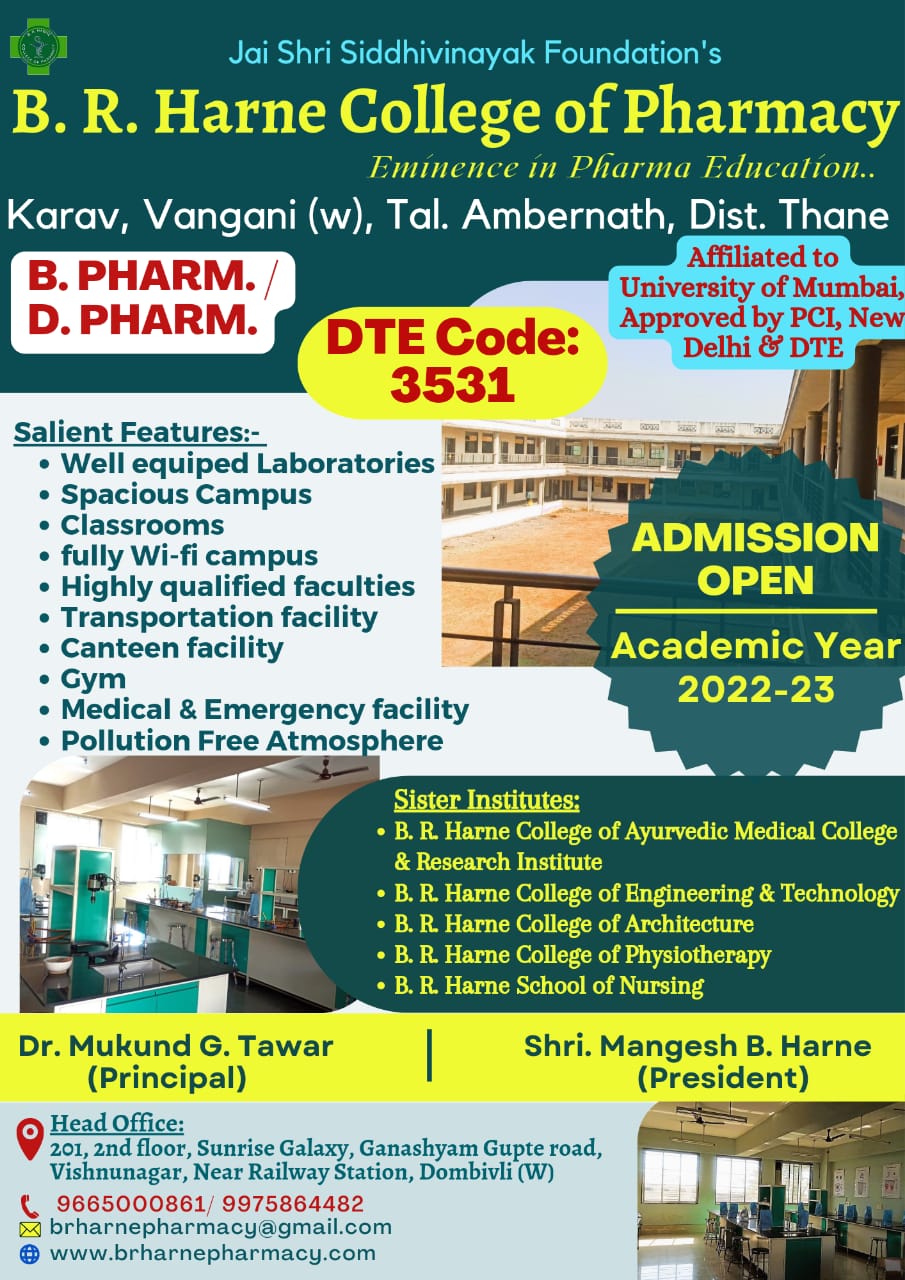 Jai Shri Siddhivinayak Foundation's
B. R. Harne College of Pharmacy
Eminence in Pharma Education..
Karav, Vangani (w), Tal. Ambernath, Dist. Thane
B. PHARM. /
D. PHARM.
Affiliated to
University of Mumbai,
Approved by PCI, New
Delhi & DTE
DTE Code:
3531
Salient Features:-
• Well equiped Laboratories
• Spacious Campus
• Classrooms
• fully Wi-fi campus
• Highly qualified faculties
• Transportation facility
• Canteen facility
• Gym
• Medical & Emergency facility
• Pollution Free Atmosphere
ADMISSION
OPEN
Academic Year
2022-23
Sister Institutes:
• B. R. Harne College of Ayurvedic Medical College
& Research Institute
• B. R. Harne College of Engineering & Technology
• B. R. Harne College of Architecture
• B. R. Harne College of Physiotherapy
• B. R. Harne School of Nursing
Dr. Mukund G. Tawar
(Principal)
Shri. Mangesh B. Harne
(President)
Head Office:
201, 2nd floor, Sunrise Galaxy, Ganashyam Gupte road,
Vishnunagar, Near Railway Station, Dombivli (W)
9665000861/ 9975864482
brharnepharmacy@gmail.com
www.brharnepharmacy.com